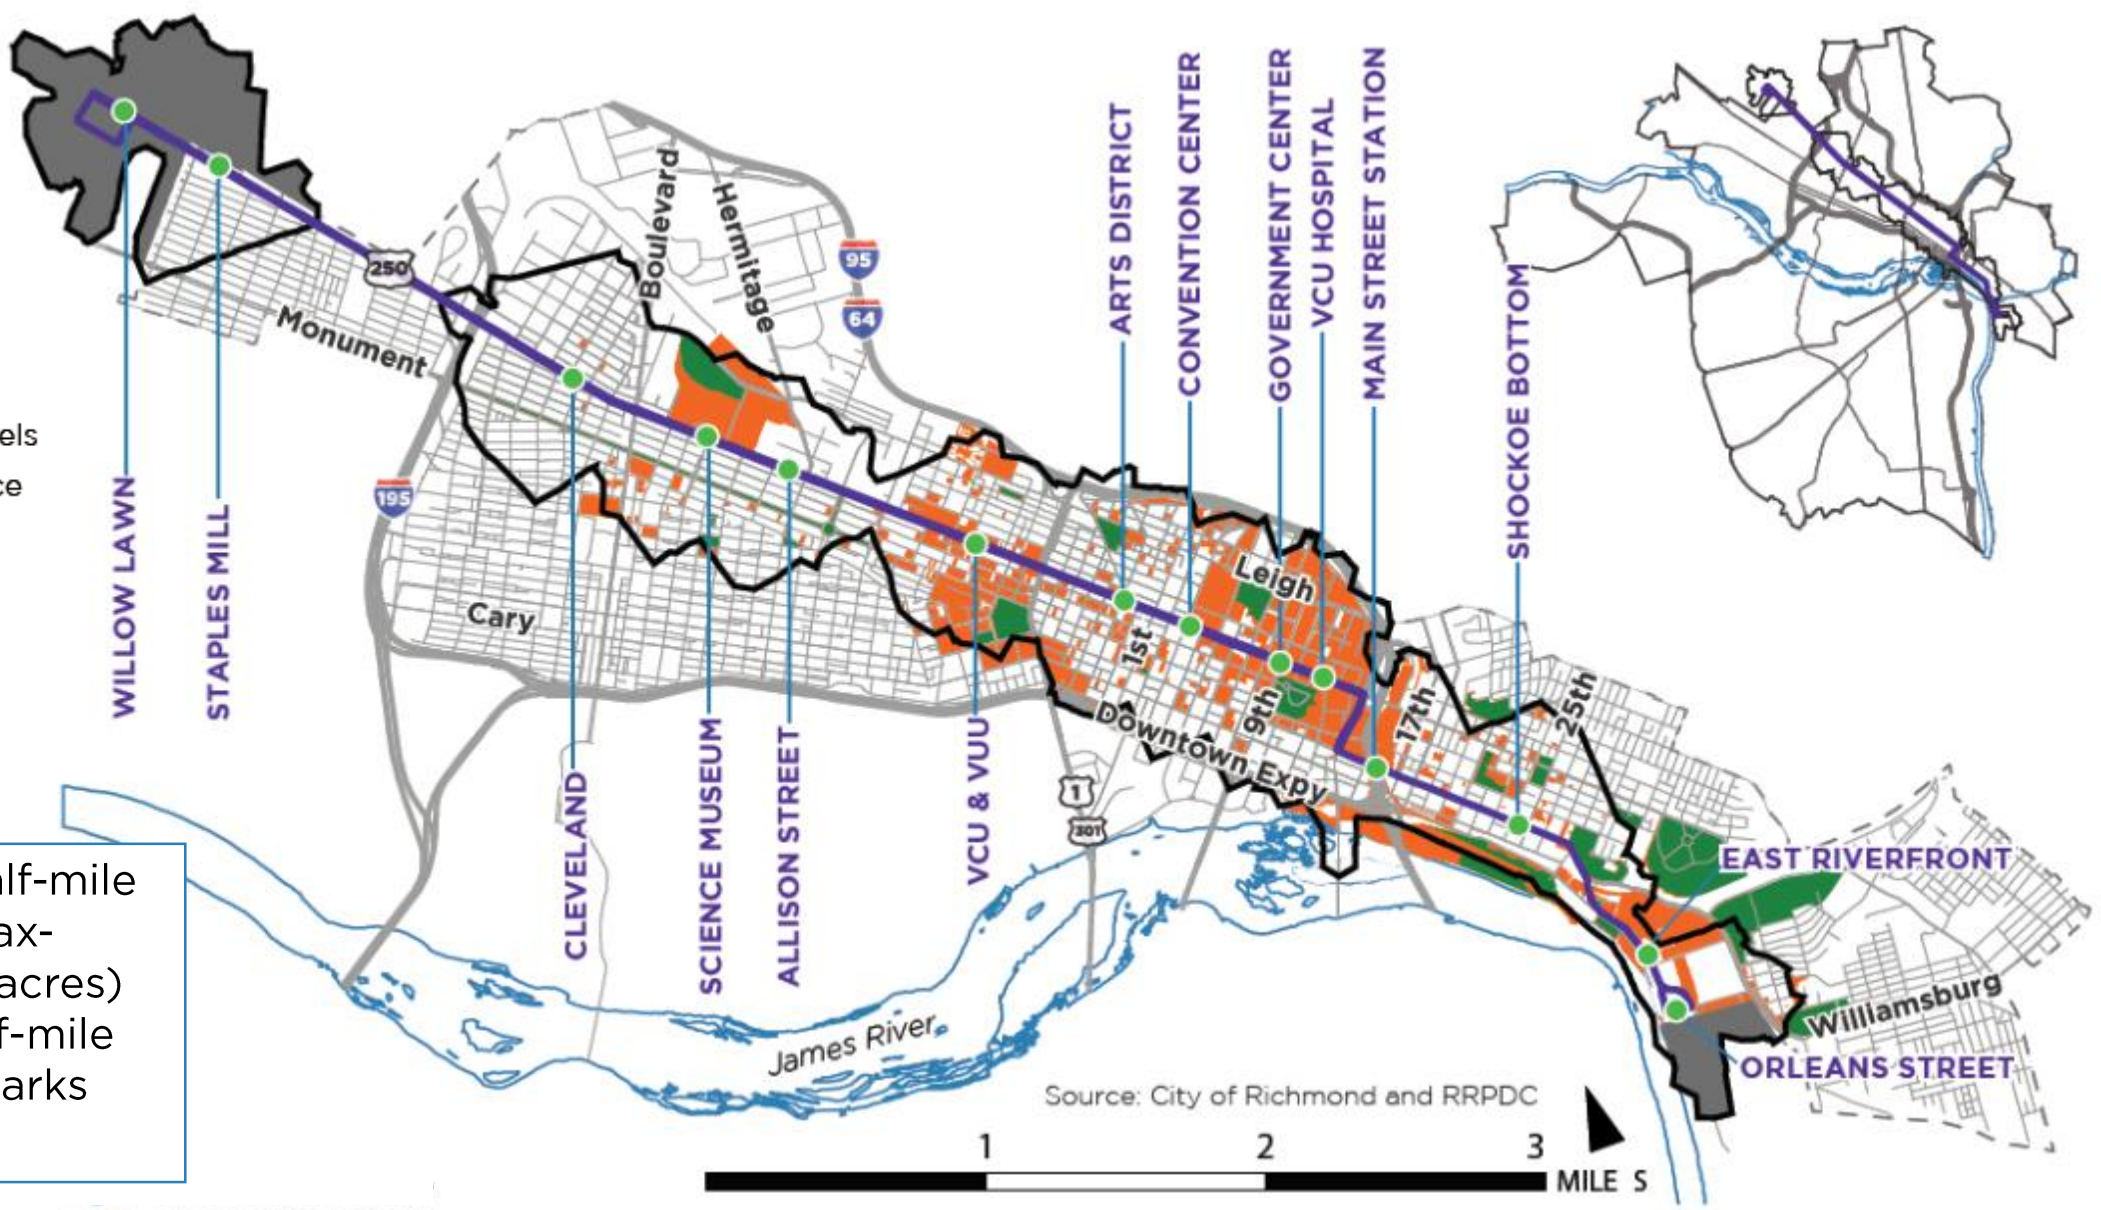 ARTS DISTRICT
CONVENTION CENTER
GOVERNMENT CENTER
VCU HOSPITAL
MAIN STREET STATION
SHOCKOE BOTTOM
Boulevard
Hermitage
95
64
250
Monument
195
els
ce
WILLOW LAWN
STAPLES MILL
Cary
Leigh
1st
9th
17th
25th
Downtown Expy
1
301
CLEVELAND
SCIENCE MUSEUM
ALLISON STREET
VCU & VUU
EAST RIVERFRONT
alf-mile
ax-
acres)
f-mile
arks
James River
Williamsburg
ORLEANS STREET
Source: City of Richmond and RRPDC
1 2 3
MILE S